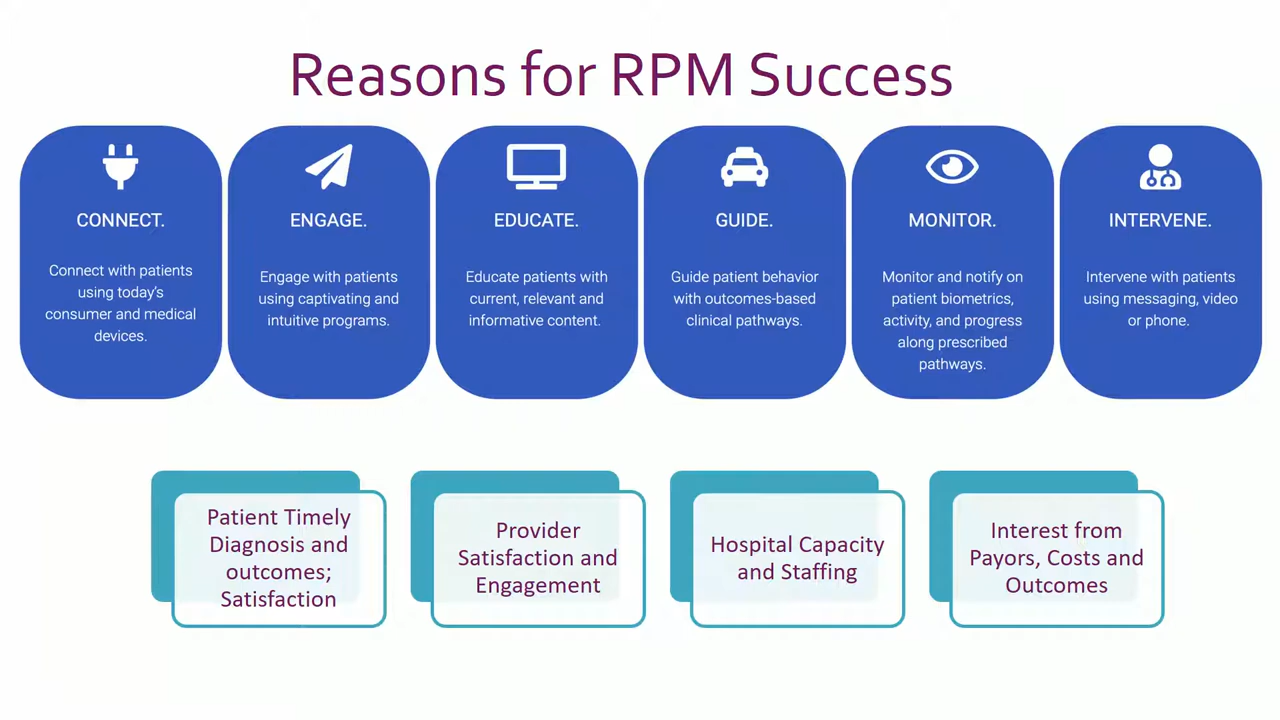 Reasons for RPM Success
CONNECT.
Connect with patients
using today's
consumer and medical
devices.
ENGAGE.
Engage with patients
using captivating and
intuitive programs.
EDUCATE.
Educate patients with
current, relevant and
informative content.
GUIDE.
Guide patient behavior
with outcomes-based
clinical pathways.
MONITOR.
Monitor and notify on
patient biometrics,
activity, and progress
along prescribed
pathways.
INTERVENE.
Intervene with patients
using messaging, video
or phone.
Patient Timely
Diagnosis and
outcomes;
Satisfaction
Provider
Satisfaction and
Engagement
Hospital Capacity
and Staffing
Interest from
Payors, Costs and
Outcomes